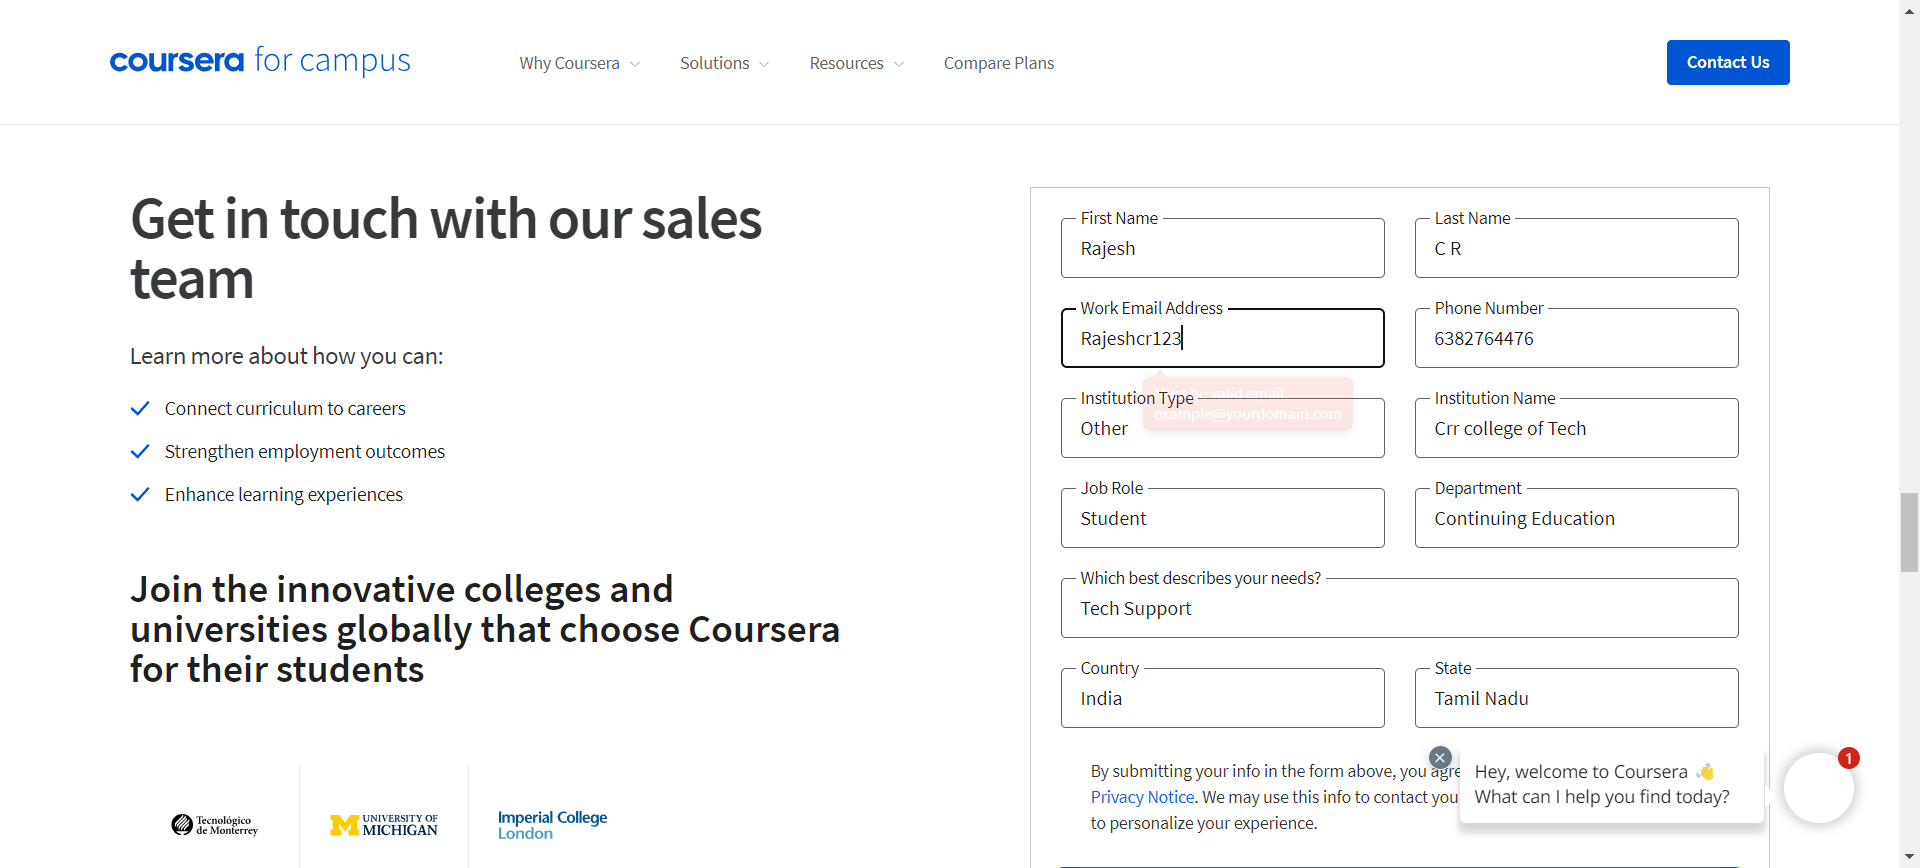 coursera for campus
Why Coursera
Solutions
Resources
Compare Plans
Contact Us
Get in touch with our sales
team
Learn more about how you can:
Connect curriculum to careers
Strengthen employment outcomes
Enhance learning experiences
Join the innovative colleges and
universities globally that choose Coursera
for their students
Tecnológico
de Monterrey
UNIVERSITY OF
MICHIGAN
Imperial College
London
First Name
Rajesh
Last Name
C R
Work Email Address
Rajeshcr123
Phone Number
6382764476
be valid email.
example@yourdomain.com
Institution Type
Other
Institution Name
Crr college of Tech
Job Role
Student
Department
Continuing Education
Which best describes your needs?
Tech Support
Country
India
State
Tamil Nadu
By submitting your info in the form above, you agre
Privacy Notice. We may use this info to contact you
to personalize your experience.
Hey, welcome to Coursera 👋
What can I help you find today?
1